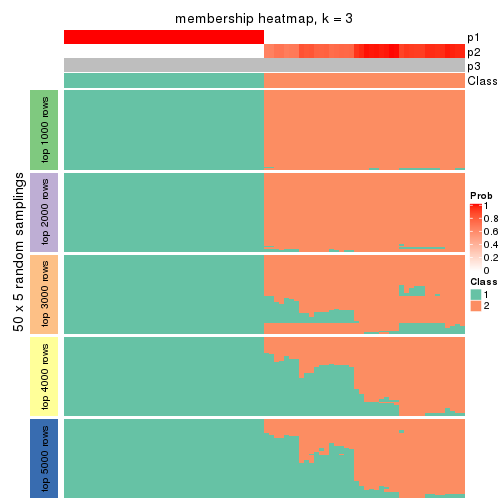 membership heatmap, k = 3
p1
p2
p3
Class
50 x 5 random samplings
top 1000 rows
top 2000 rows
top 3000 rows
top 4000 rows
top 5000 rows
Prob
1
0.8
0.6
0.4
0.2
0
Class
1
2